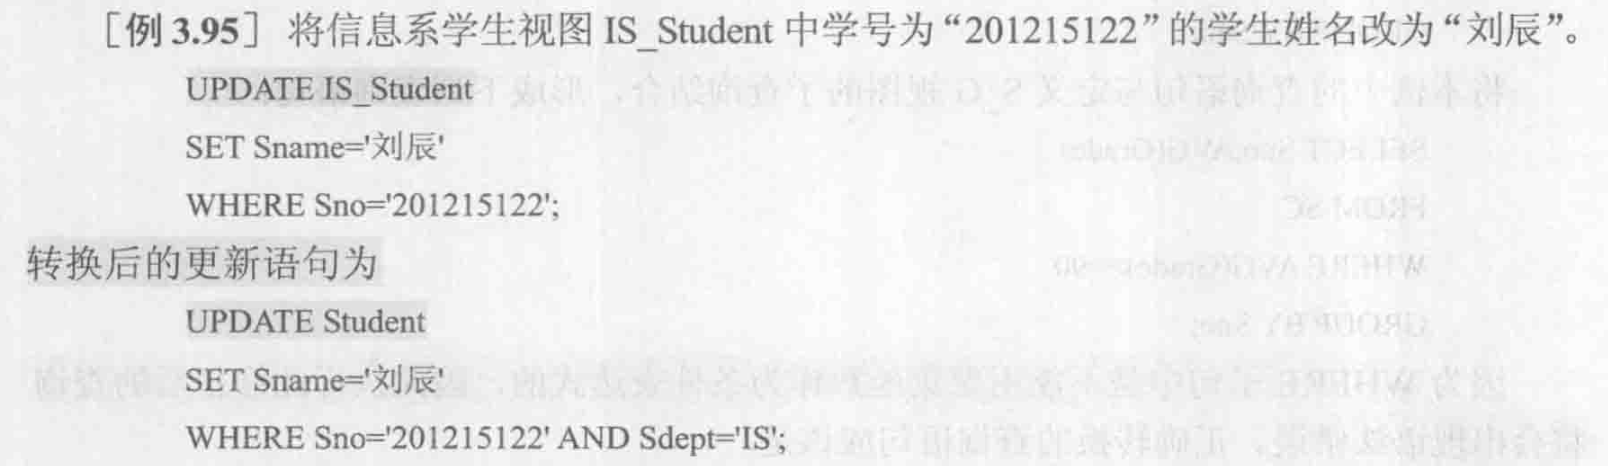 ［例 3.95］ 将信息系学生视图 IS_Student 中学号为“201215122”的学生姓名改为“刘辰”。
UPDATE IS_Student
SET Sname='刘辰'
WHERE Sno='201215122';
转换后的更新语句为
UPDATE Student
SET Sname='刘辰'
WHERE Sno='201215122' AND Sdept='IS';